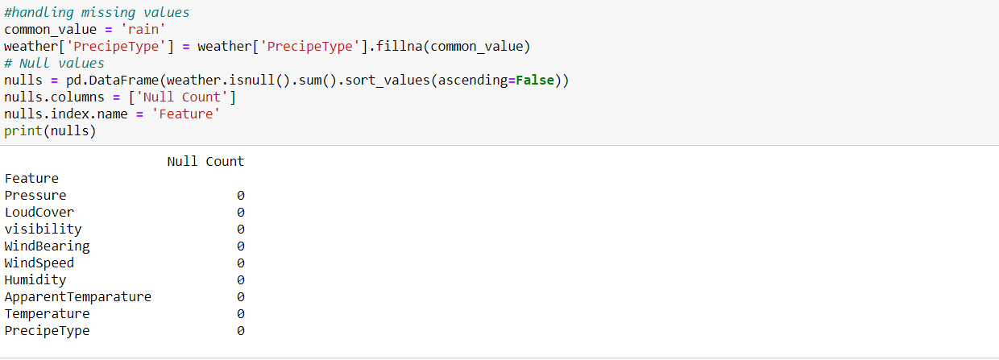 #handling missing values
common_value = 'rain'
weather['PrecipeType'] = weather['PrecipeType'].fillna(common_value)
# Null values
nulls = pd.DataFrame(weather.isnull().sum().sort_values(ascending=False))
nulls.columns = ['Null Count']
nulls.index.name = 'Feature'
print(nulls)
Null Count
Feature
Pressure 0
LoudCover 0
visibility 0
WindBearing 0
WindSpeed 0
Humidity 0
ApparentTemparature 0
Temperature 0
PrecipeType 0